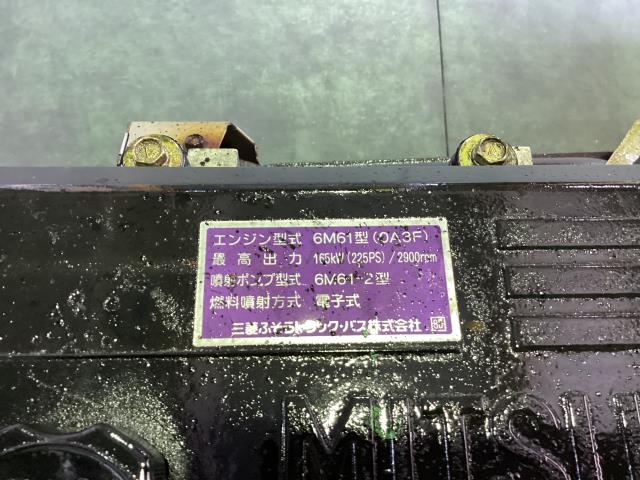 エンジン型式 6M61型(0A3F)
最高出力 165kW(225PS)/2900rpm
噴射ポンプ型式 6M61-2型
燃料噴射方式 電子式
三菱ふそうトラック・バス株式会社
MITSU